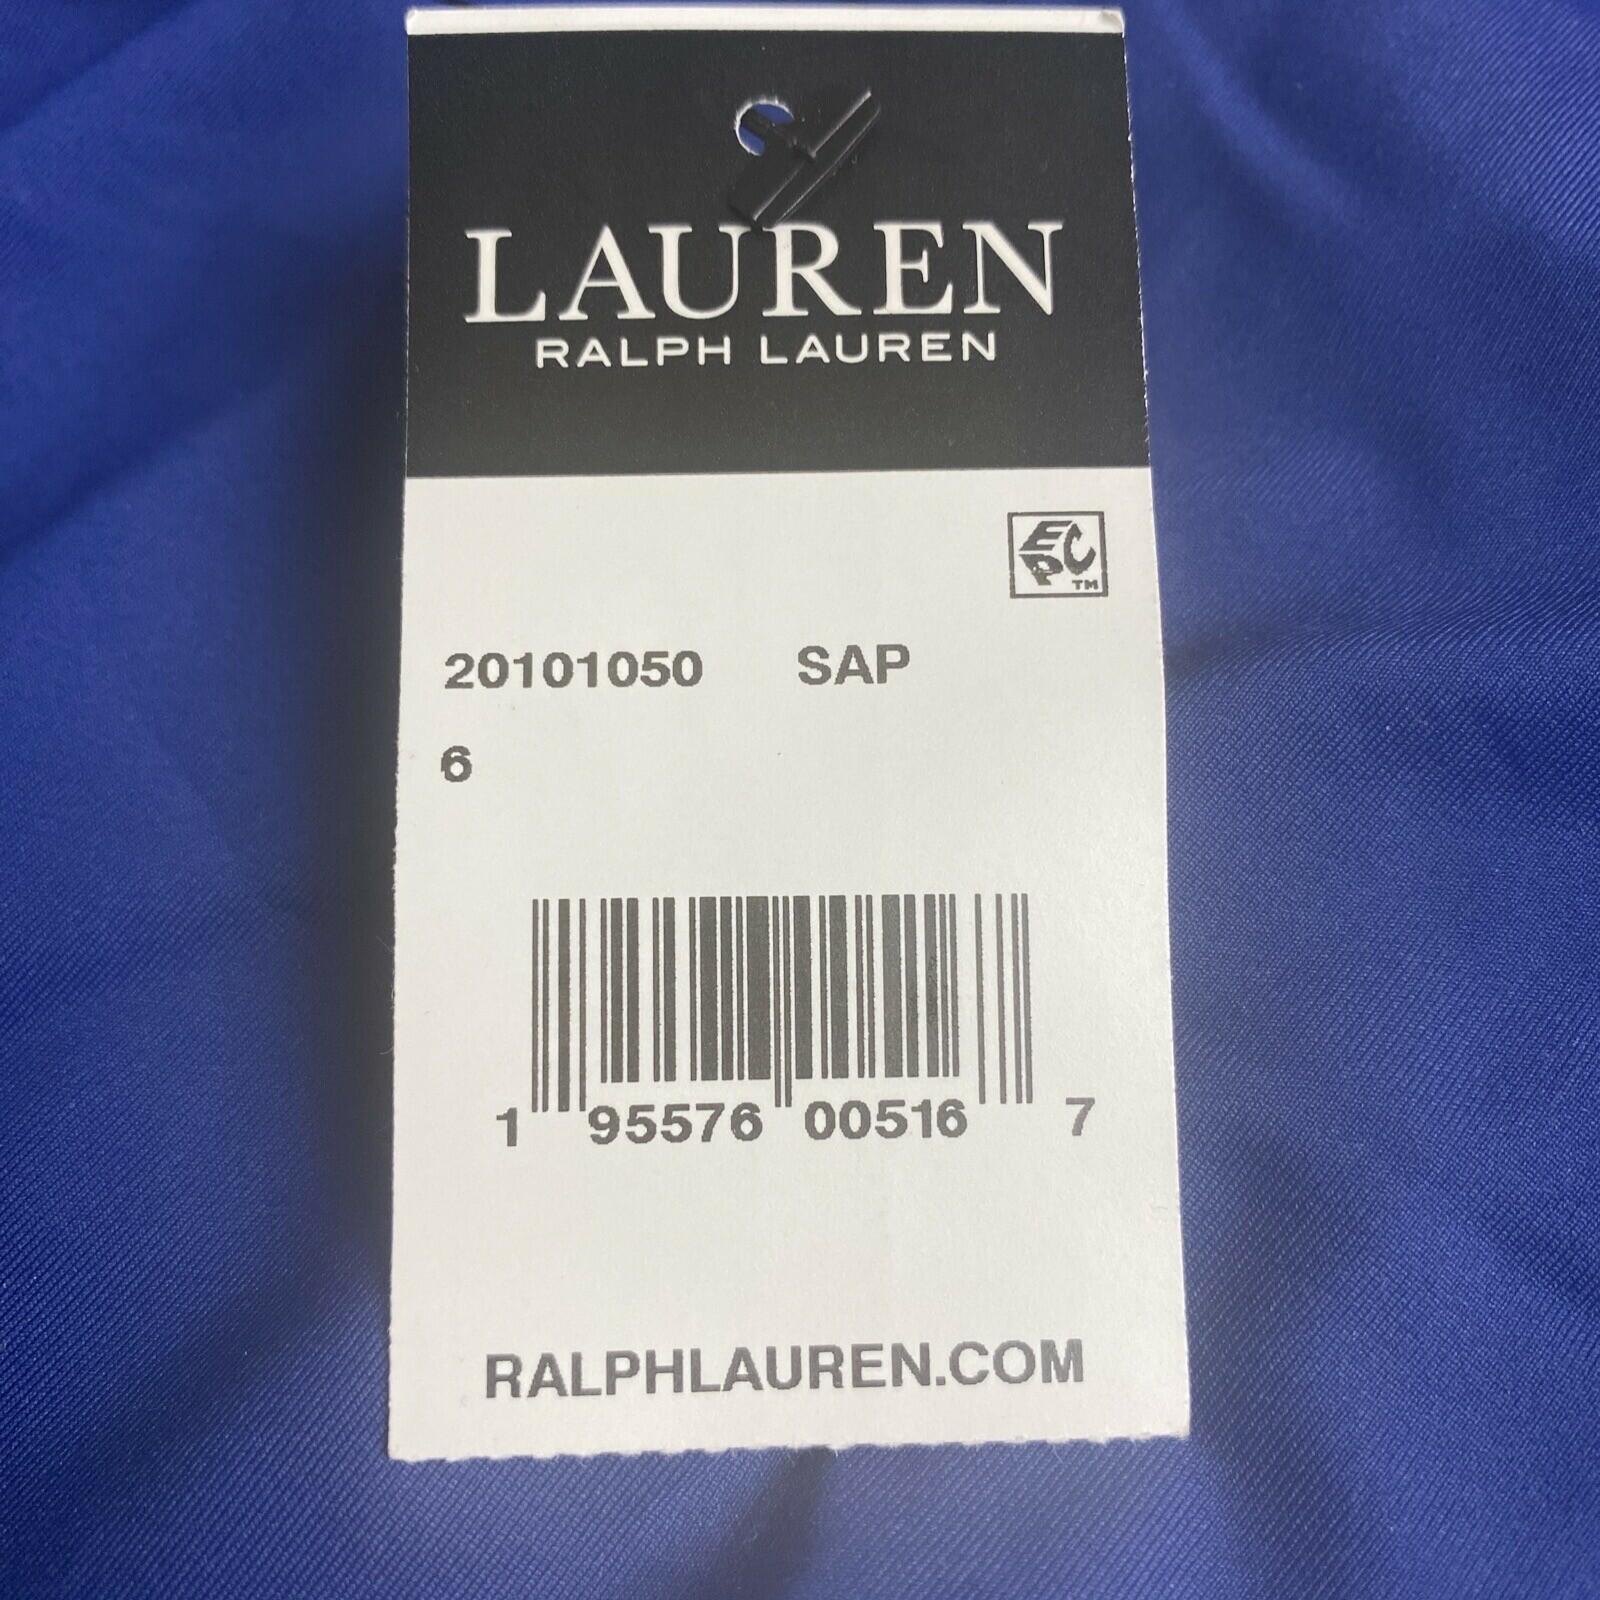 LAUREN
RALPH LAUREN
EPC TM
20101050 SAP
6
1 95576 00516 7
RALPHLAUREN.COM